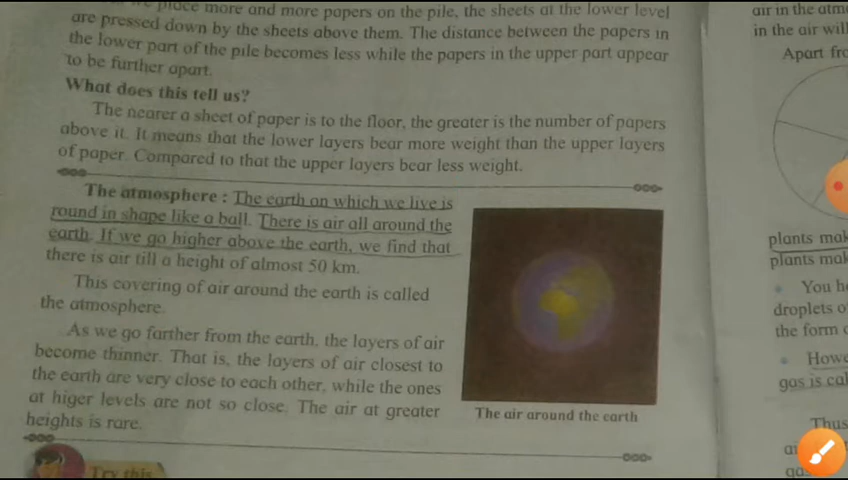 place more and more papers on the pile, the sheets at the lower level
are pressed down by the sheets above them. The distance between the papers in
the lower part of the pile becomes less while the papers in the upper part appear
to be further apart.
What does this tell us?
The nearer a sheet of paper is to the floor, the greater is the number of papers
above it. It means that the lower layers bear more weight than the upper layers
of paper. Compared to that the upper layers bear less weight.
The atmosphere : The earth on which we live is
round in shape like a ball. There is air all around the
earth. If we go higher above the earth, we find that
there is air till a height of almost 50 km.
This covering of air around the earth is called
the atmosphere.
As we go farther from the earth, the layers of air
become thinner. That is, the layers of air closest to
the earth are very close to each other, while the ones
at higer levels are not so close. The air at greater
heights is rare.
The air around the earth
Try this
air in the
in the air will
Apart
plants
plants
You
droplets
the form
gas is
Thus